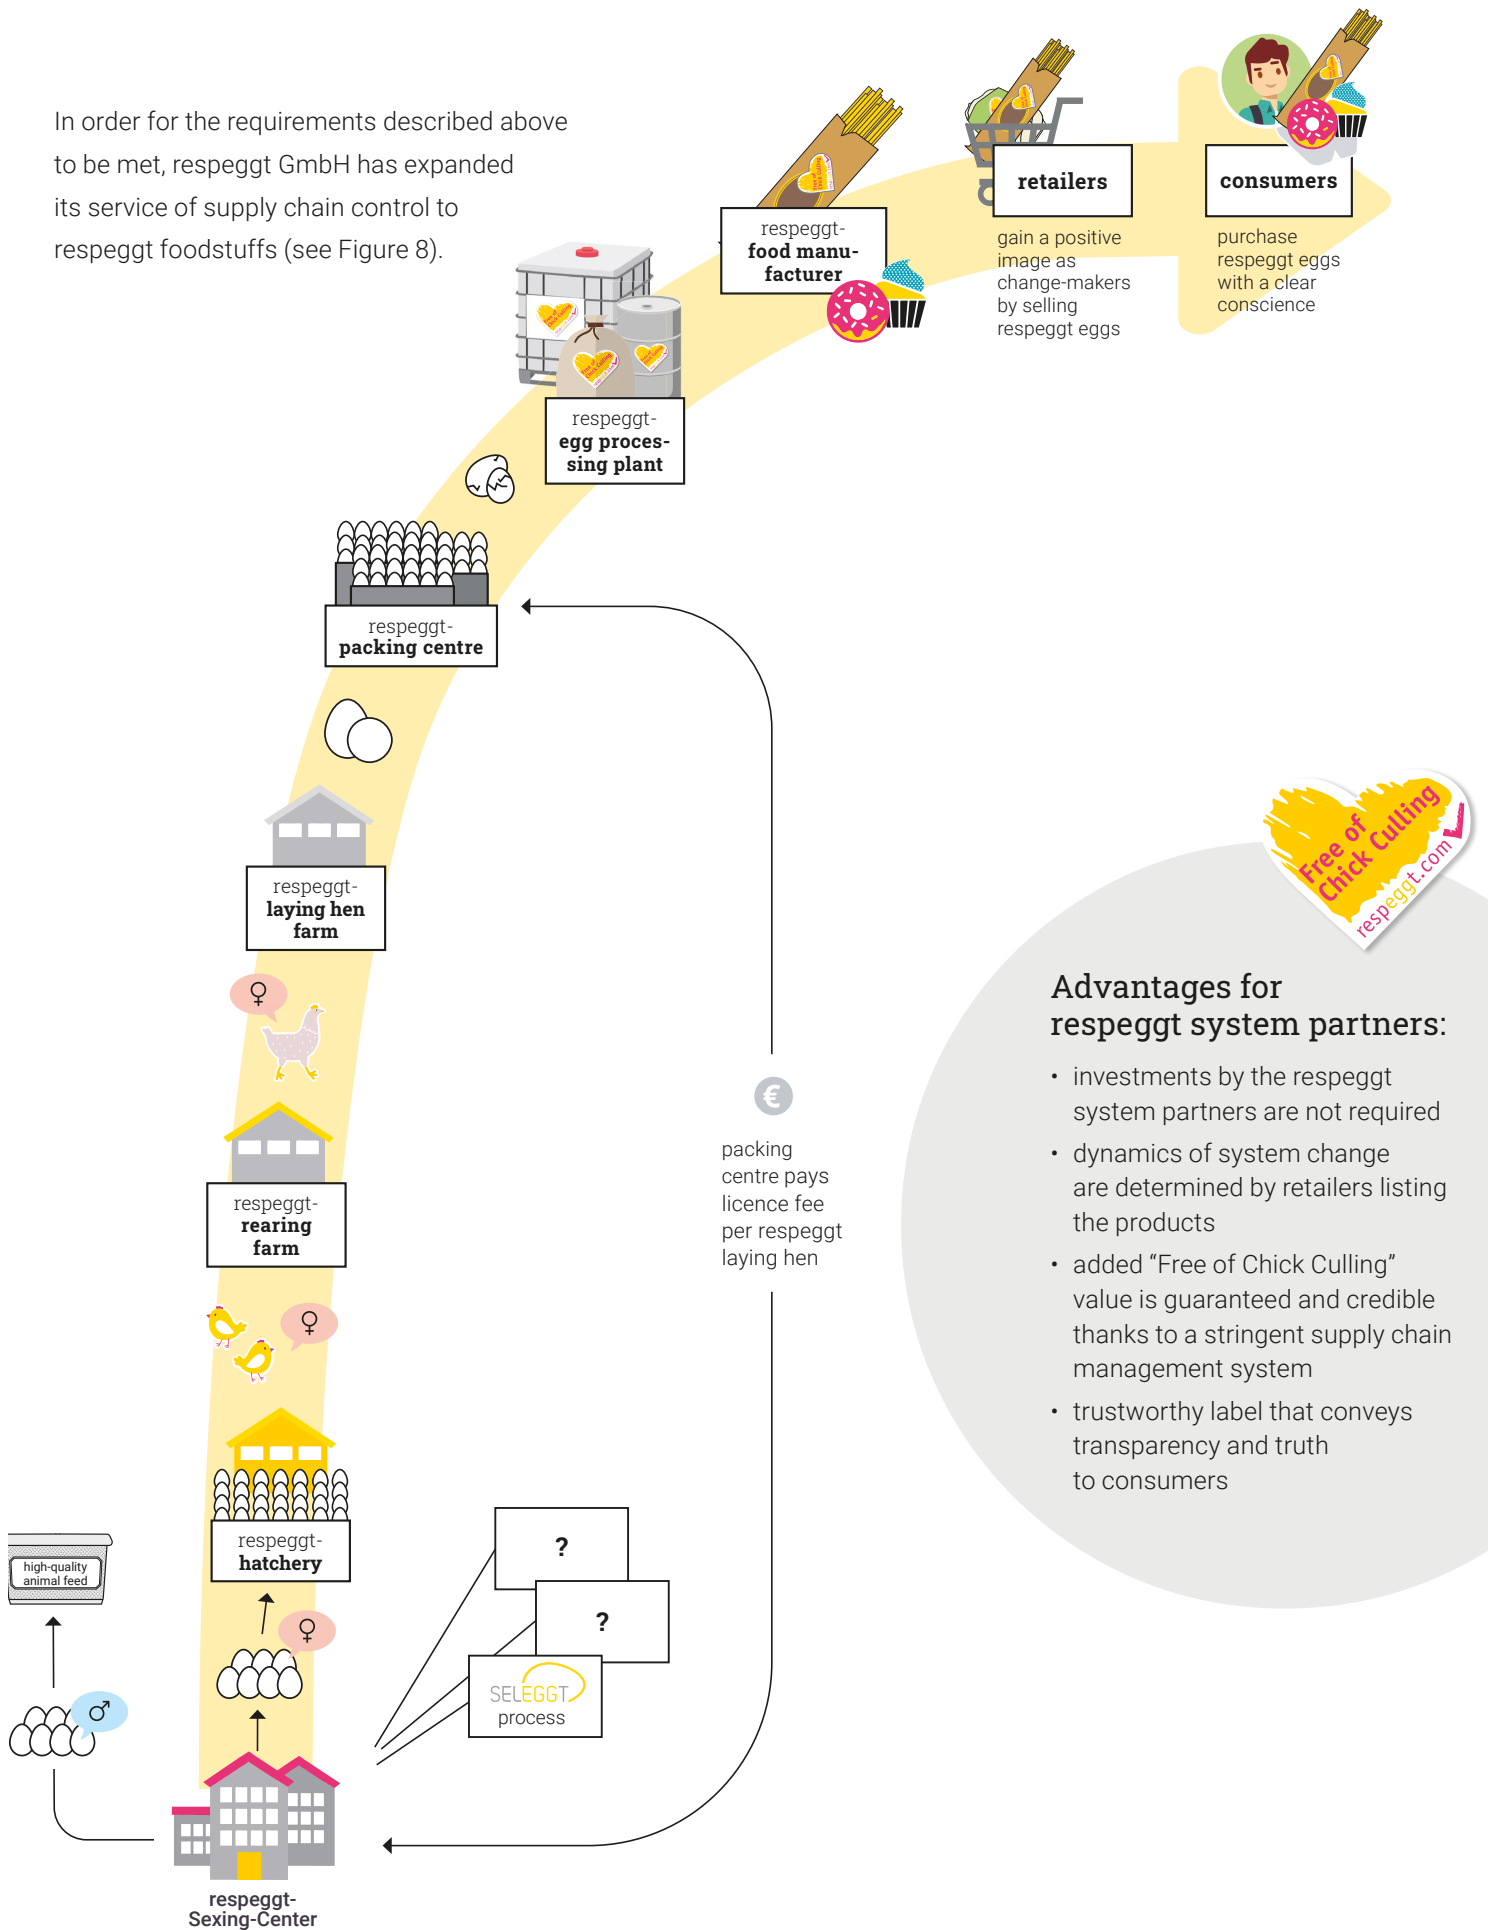 In order for the requirements described above
to be met, respeggt GmbH has expanded
its service of supply chain control to
respeggt foodstuffs (see Figure 8).
retailers
gain a positive
image as
change-makers
by selling
respeggt eggs
consumers
purchase
respeggt eggs
with a clear
conscience
respeggt-
food manu-
facturer
Free of
Chick Culling
respeggt-
egg proces-
sing plant
respeggt-
packing centre
respeggt-
laying hen
farm
♀
respeggt-
rearing
farm
♀
respeggt-
hatchery
♀
high-quality
animal feed
♂
?
?
SELEGGT
process
respeggt-
Sexing-Center
€
packing
centre pays
licence fee
per respeggt
laying hen
Free of
Chick Culling
respeggt.com
Advantages for
respeggt system partners:
• investments by the respeggt
system partners are not required
• dynamics of system change
are determined by retailers listing
the products
• added “Free of Chick Culling”
value is guaranteed and credible
thanks to a stringent supply chain
management system
• trustworthy label that conveys
transparency and truth
to consumers